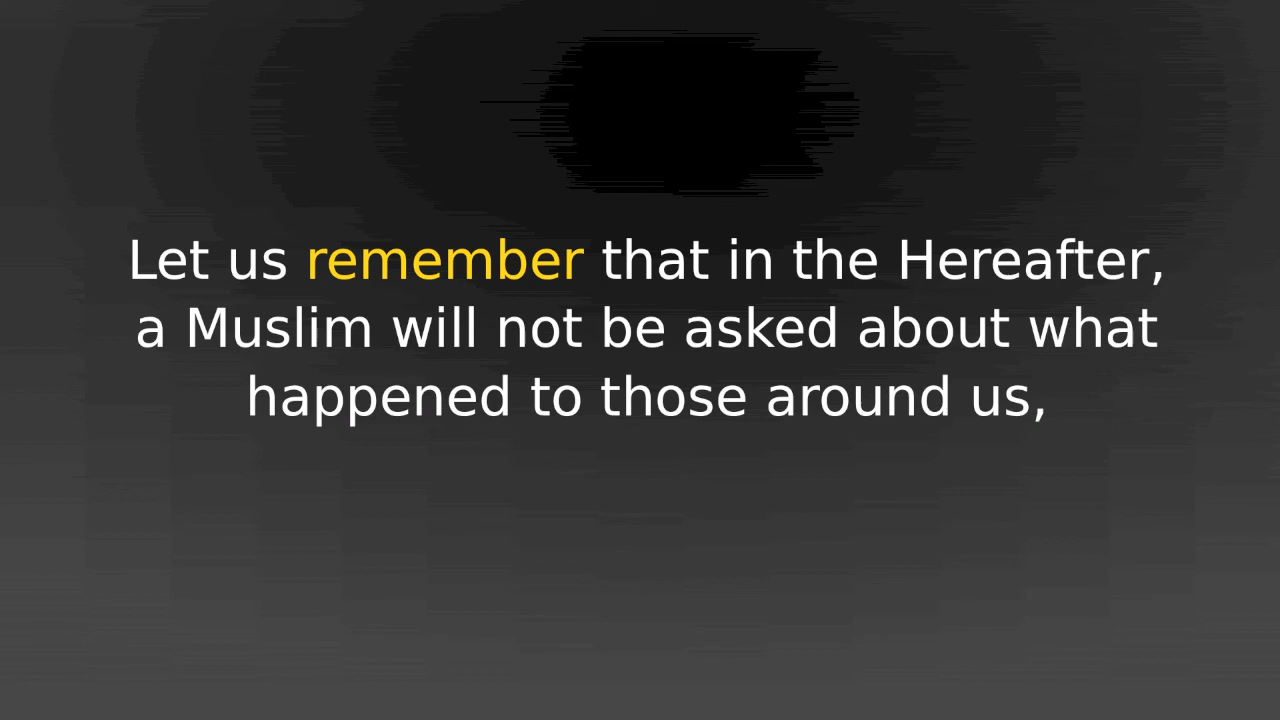 Let us remember that in the Hereafter,
a Muslim will not be asked about what
happened to those around us,